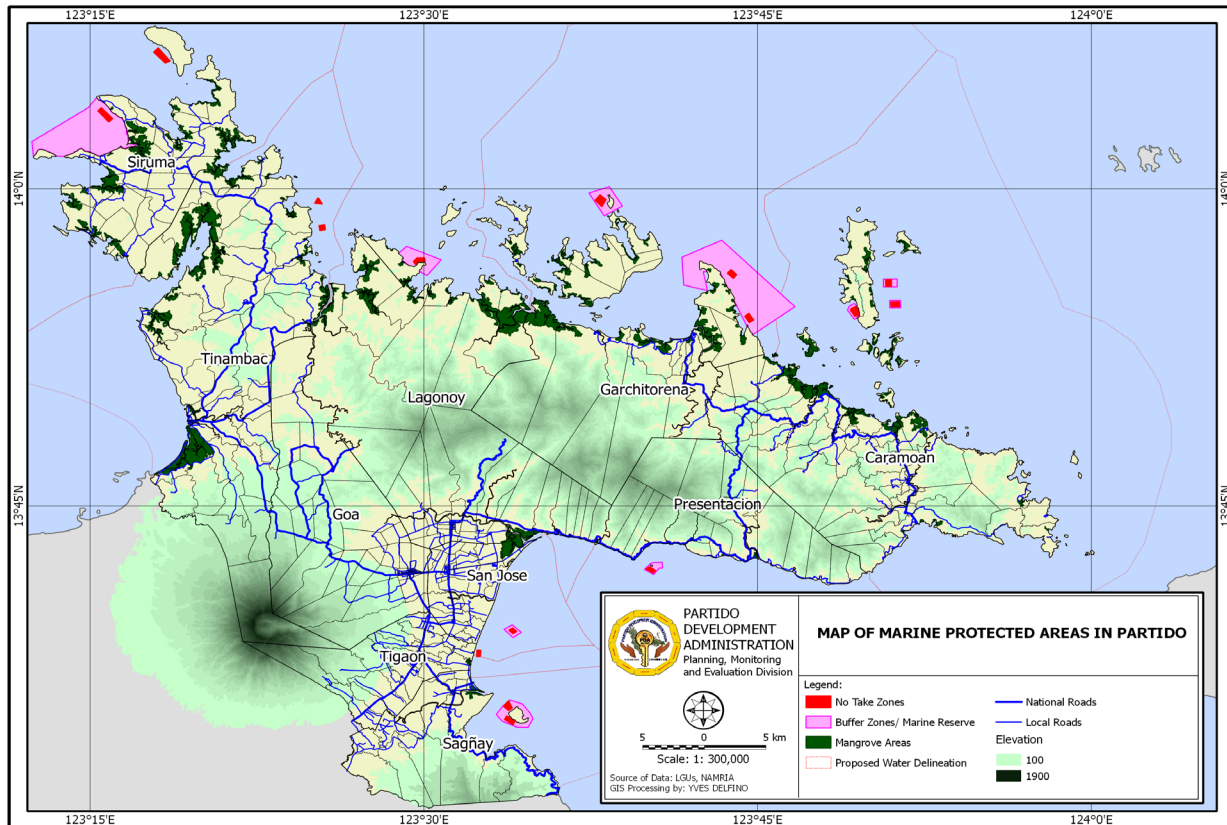 123°15'E
123°30'E
123°45'E
124°0'E
14°0'N
14°0'N
Siruma
Tinambac
Lagonoy
Garchitorena
Caramoan
Presentacion
13°45'N
13°45'N
Goa
San Jose
Tigaon
Sagñay
PARTIDO
DEVELOPMENT
ADMINISTRATION
Planning, Monitoring
and Evaluation Division
5 0 5 km
Scale: 1: 300,000
Source of Data: LGUs, NAMRIA
GIS Processing by: YVES DELFINO
MAP OF MARINE PROTECTED AREAS IN PARTIDO
Legend:
No Take Zones
Buffer Zones/ Marine Reserve
Mangrove Areas
Proposed Water Delineation
National Roads
Local Roads
Elevation
100
1900
123°15'E
123°30'E
123°45'E
124°0'E